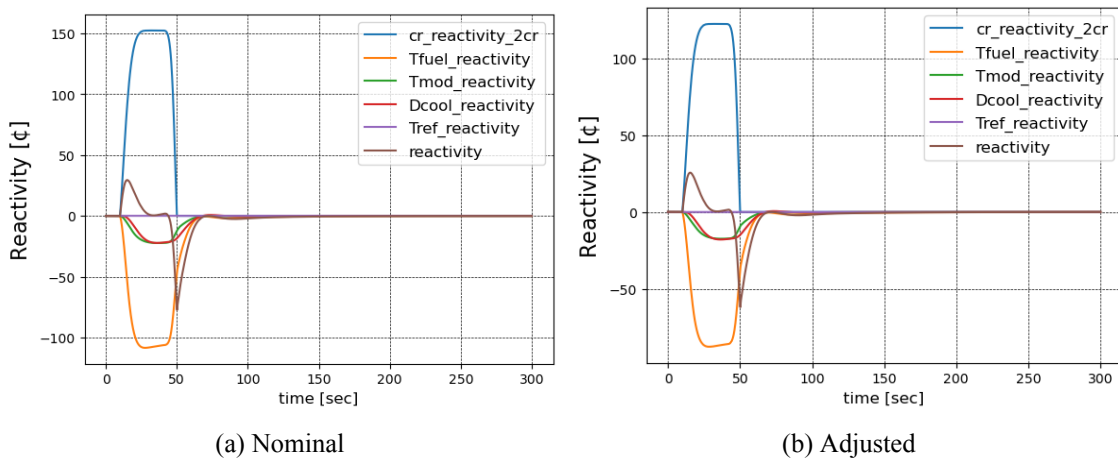 150
100
50
0
−50
−100
Reactivity [¢]
0
50
100
150
200
250
300
time [sec]
cr_reactivity_2cr
Tfuel_reactivity
Tmod_reactivity
Dcool_reactivity
Tref_reactivity
reactivity
(a) Nominal
100
50
0
−50
Reactivity [¢]
0
50
100
150
200
250
300
time [sec]
cr_reactivity_2cr
Tfuel_reactivity
Tmod_reactivity
Dcool_reactivity
Tref_reactivity
reactivity
(b) Adjusted